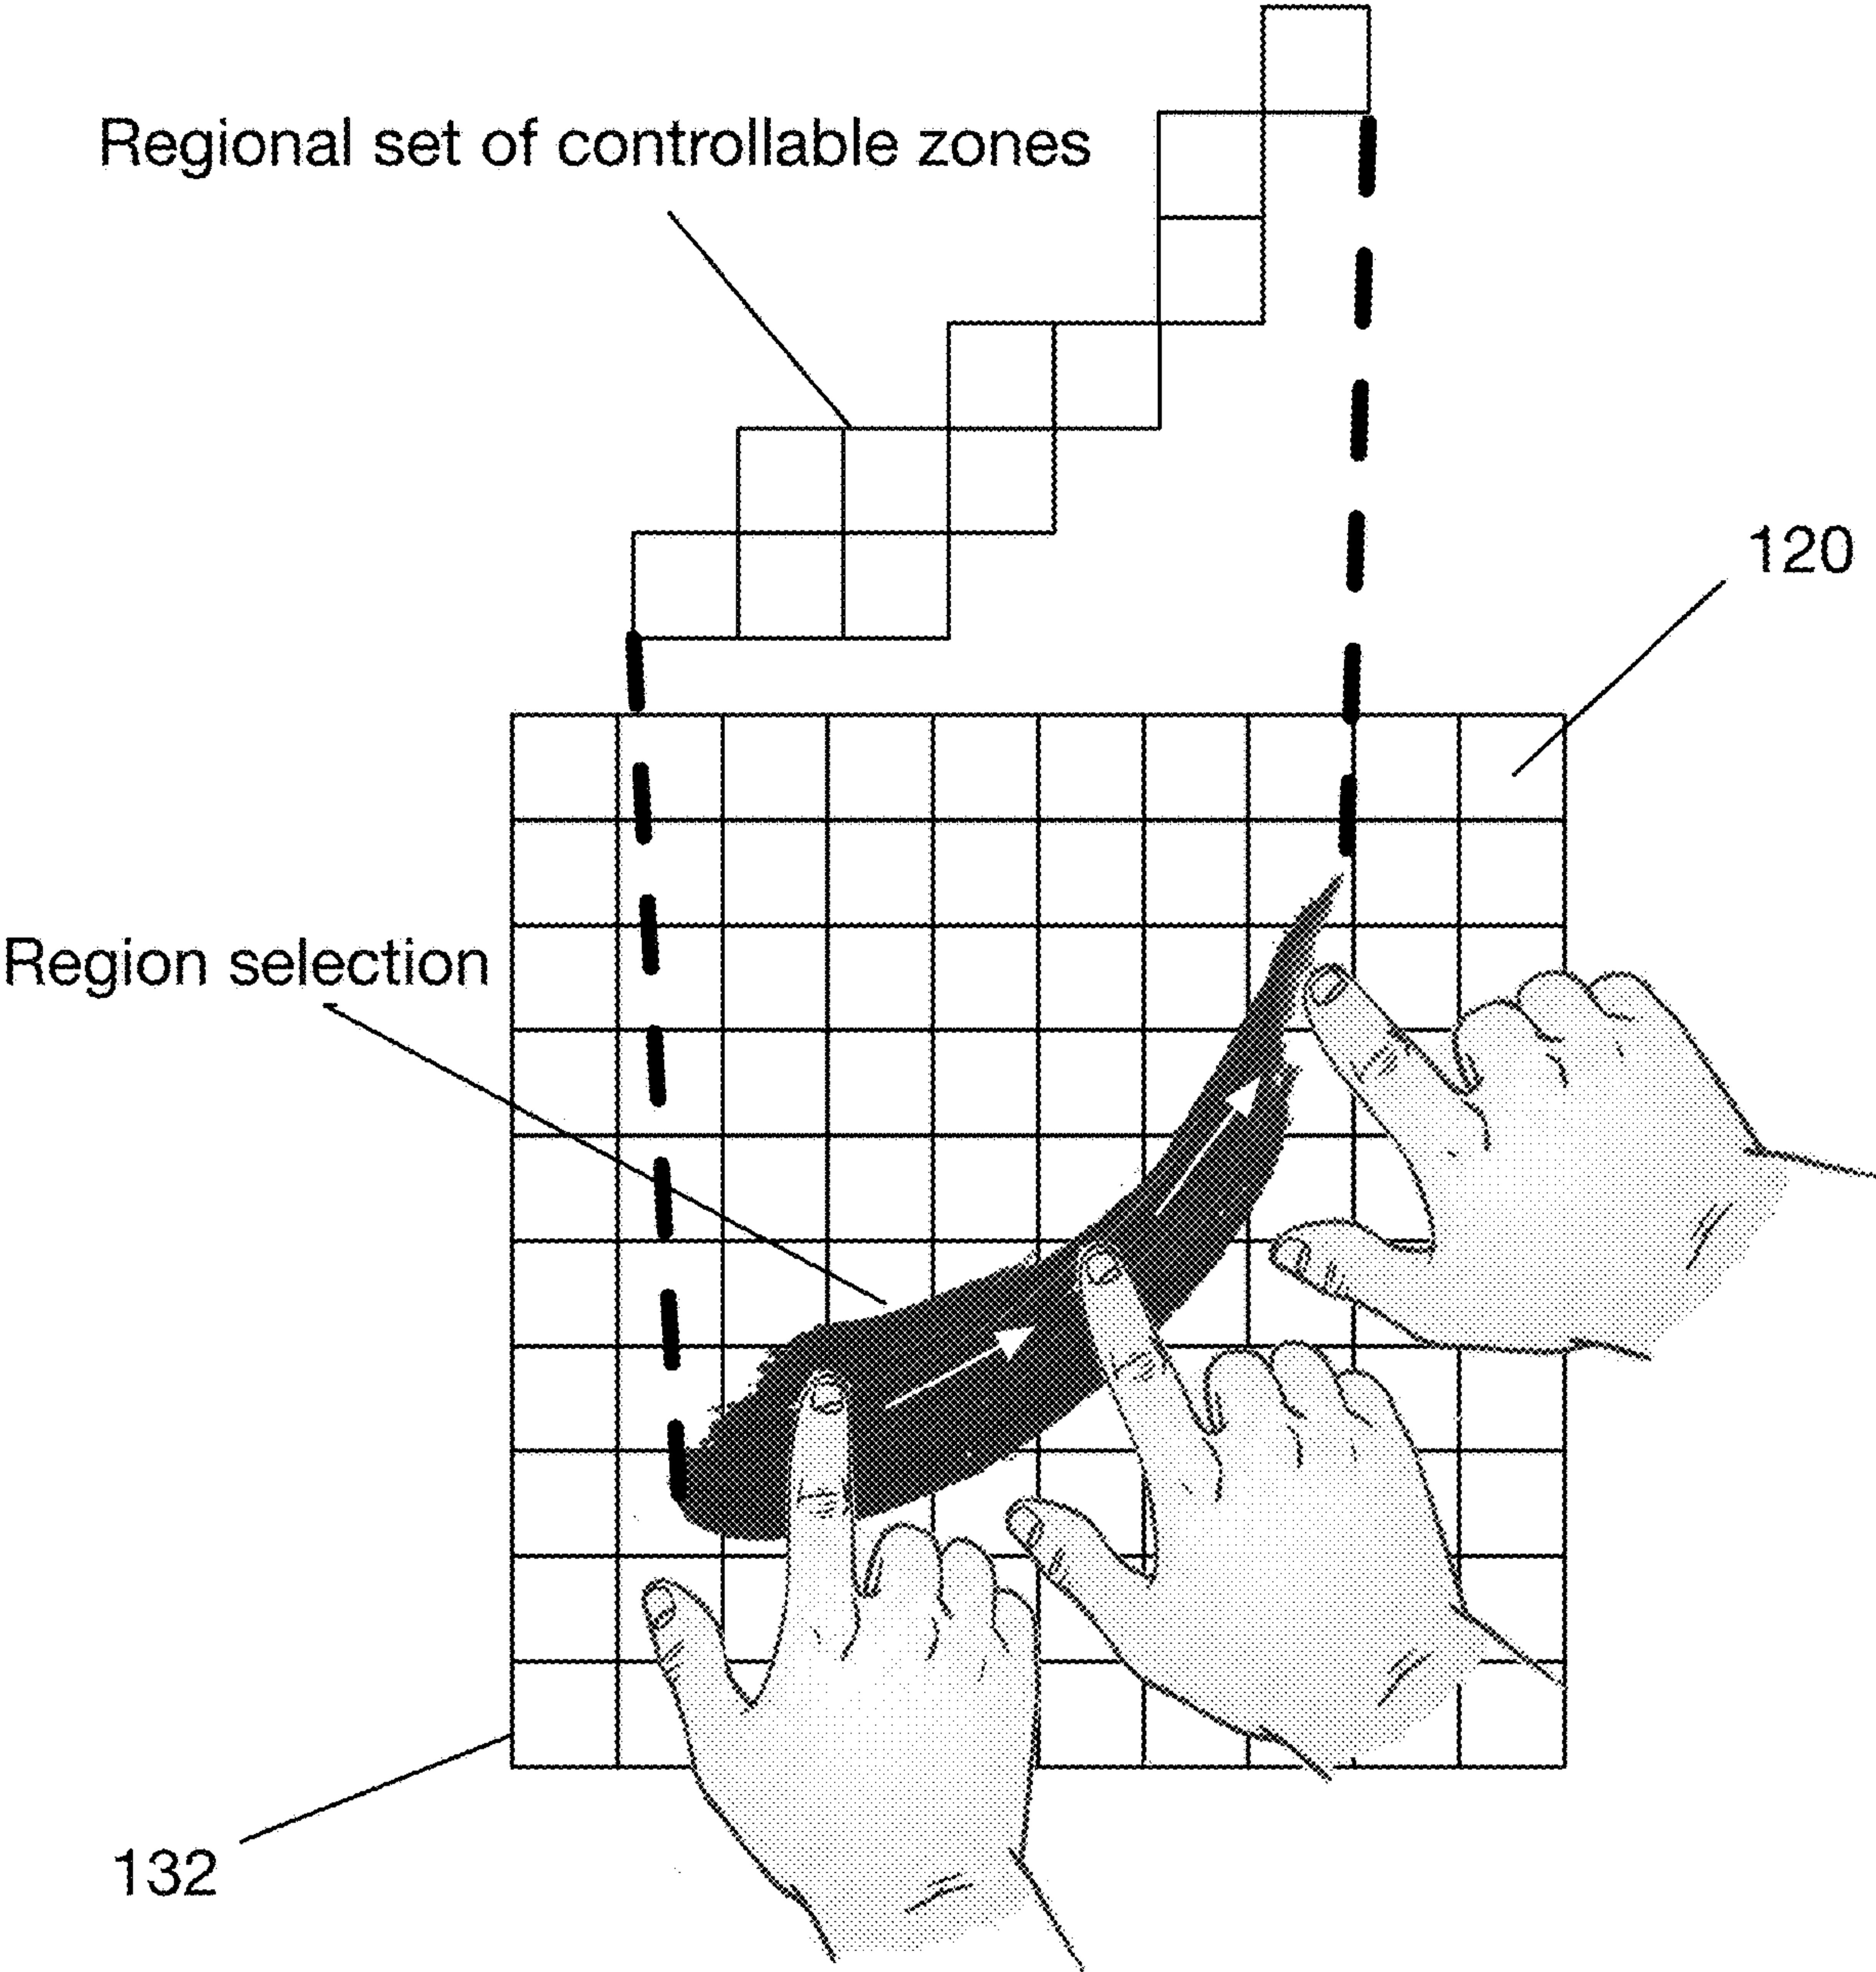 Regional set of controllable zones
120
Region selection
132